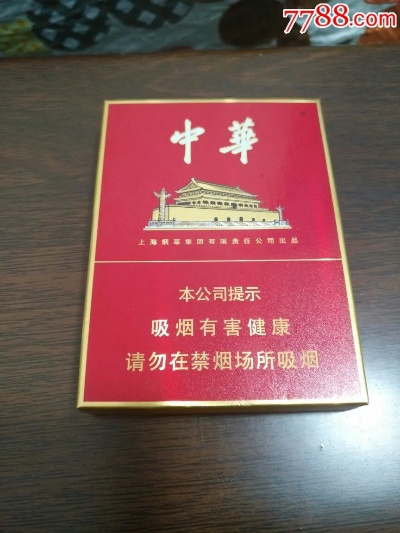 7788.com
中華
上海烟草集团有限责任公司出品
本公司提示
吸烟有害健康
请勿在禁烟场所吸烟